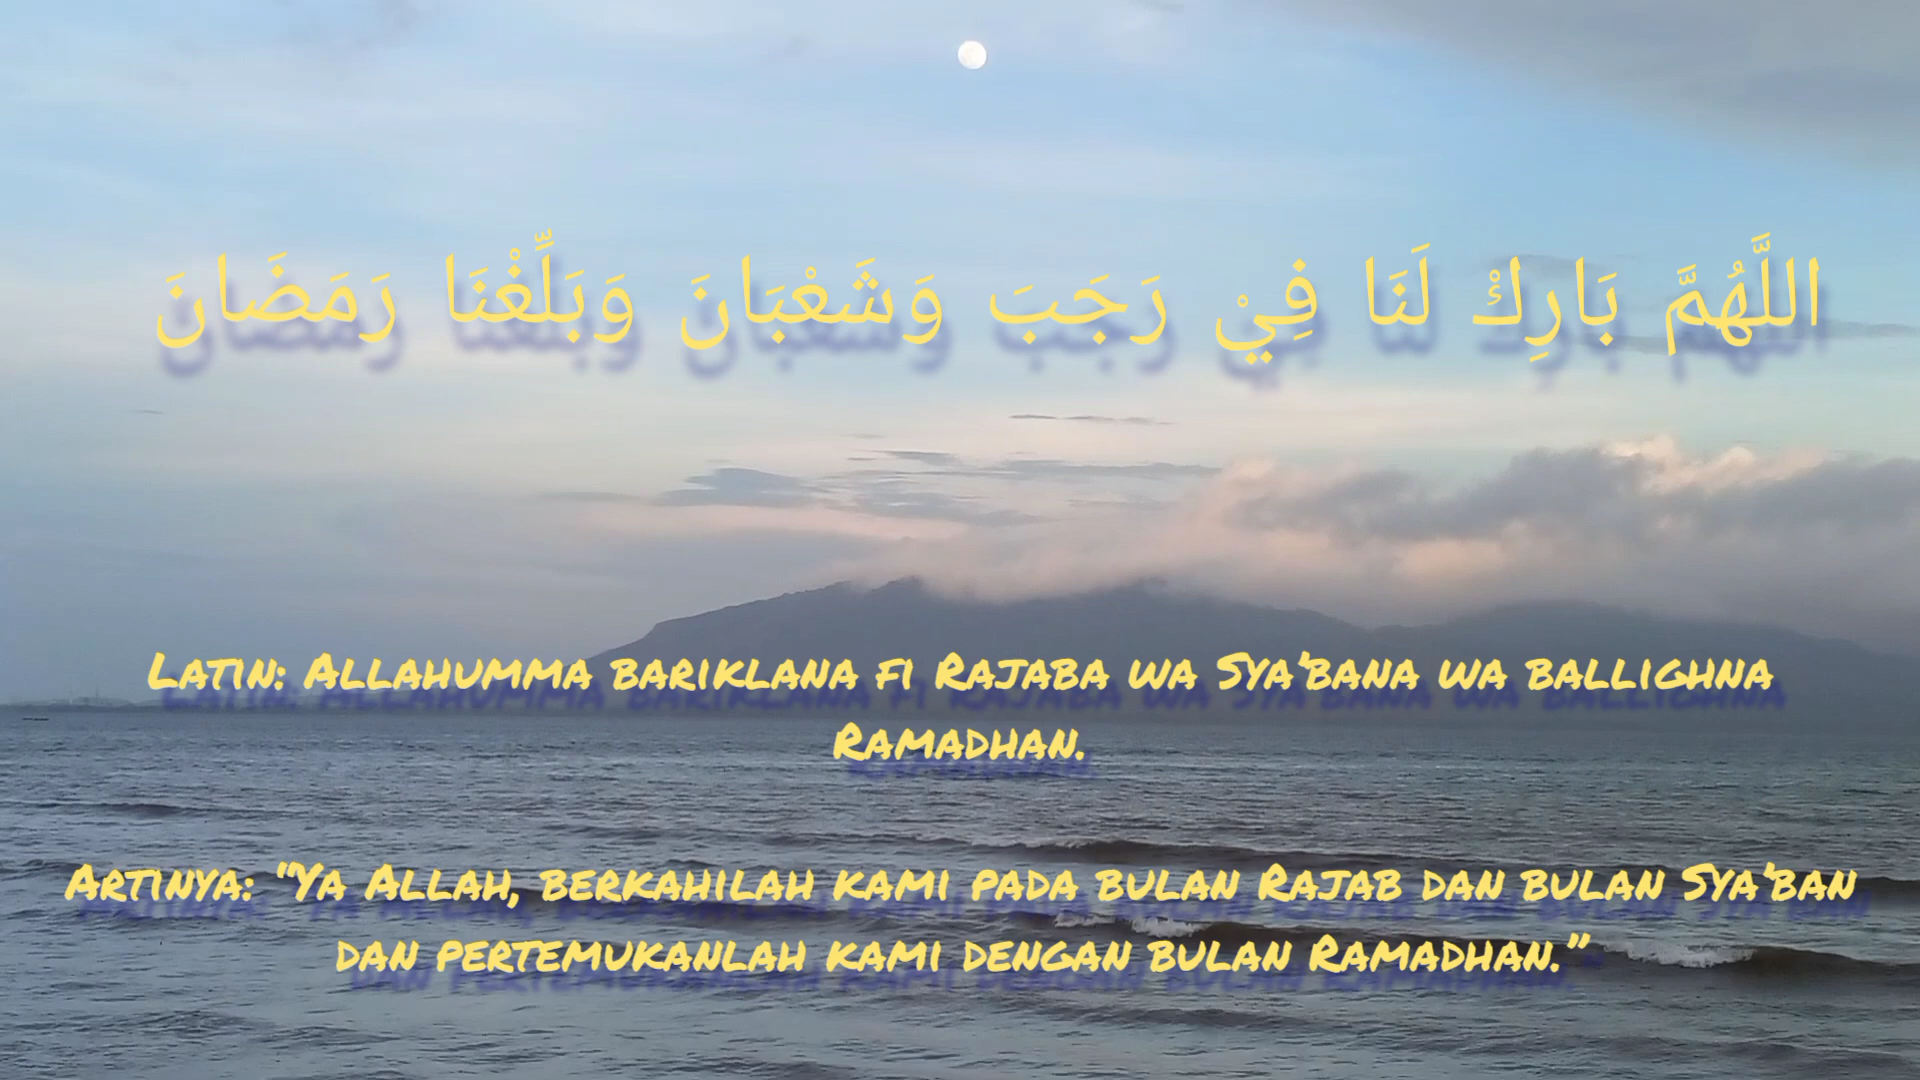 اللَّهُمَّ بَارِكْ لَنَا فِيْ رَجَبَ وَشَعْبَانَ وَبَلِّغْنَا رَمَضَانَ
Latin: Allahumma bariklana fi Rajaba wa Sya'bana wa ballighna
Ramadhan.
Artinya: "Ya Allah, berkahilah kami pada bulan Rajab dan bulan Sya'ban
dan pertemukanlah kami dengan bulan Ramadhan."